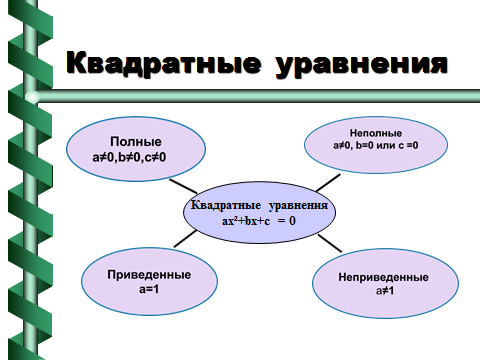 Квадратные уравнения
Полные
а≠0,b≠0,c≠0
Неполные
а≠0, b=0 или с =0
Квадратные уравнения
ax²+bx+c = 0
Приведенные
а=1
Неприведенные
а≠1